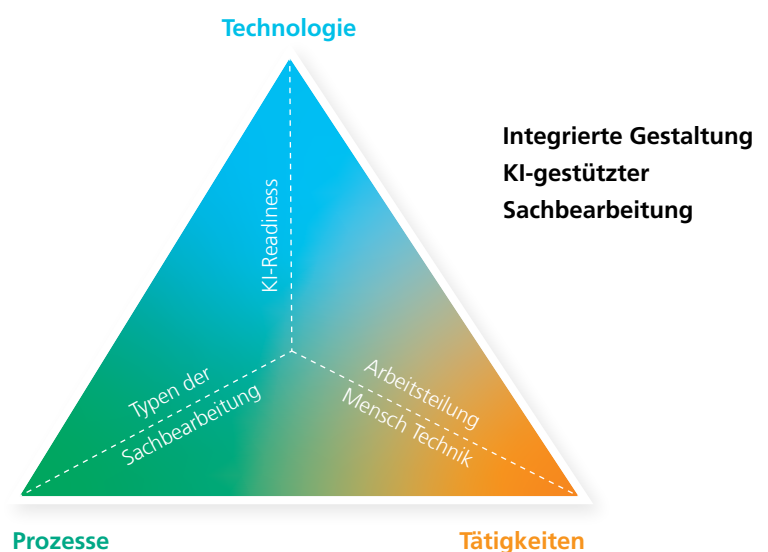 Technologie
Integrierte Gestaltung
KI-gestützter
Sachbearbeitung
KI-Readiness
Typen der
Sachbearbeitung
Arbeitsteilung
Mensch Technik
Prozesse
Tätigkeiten